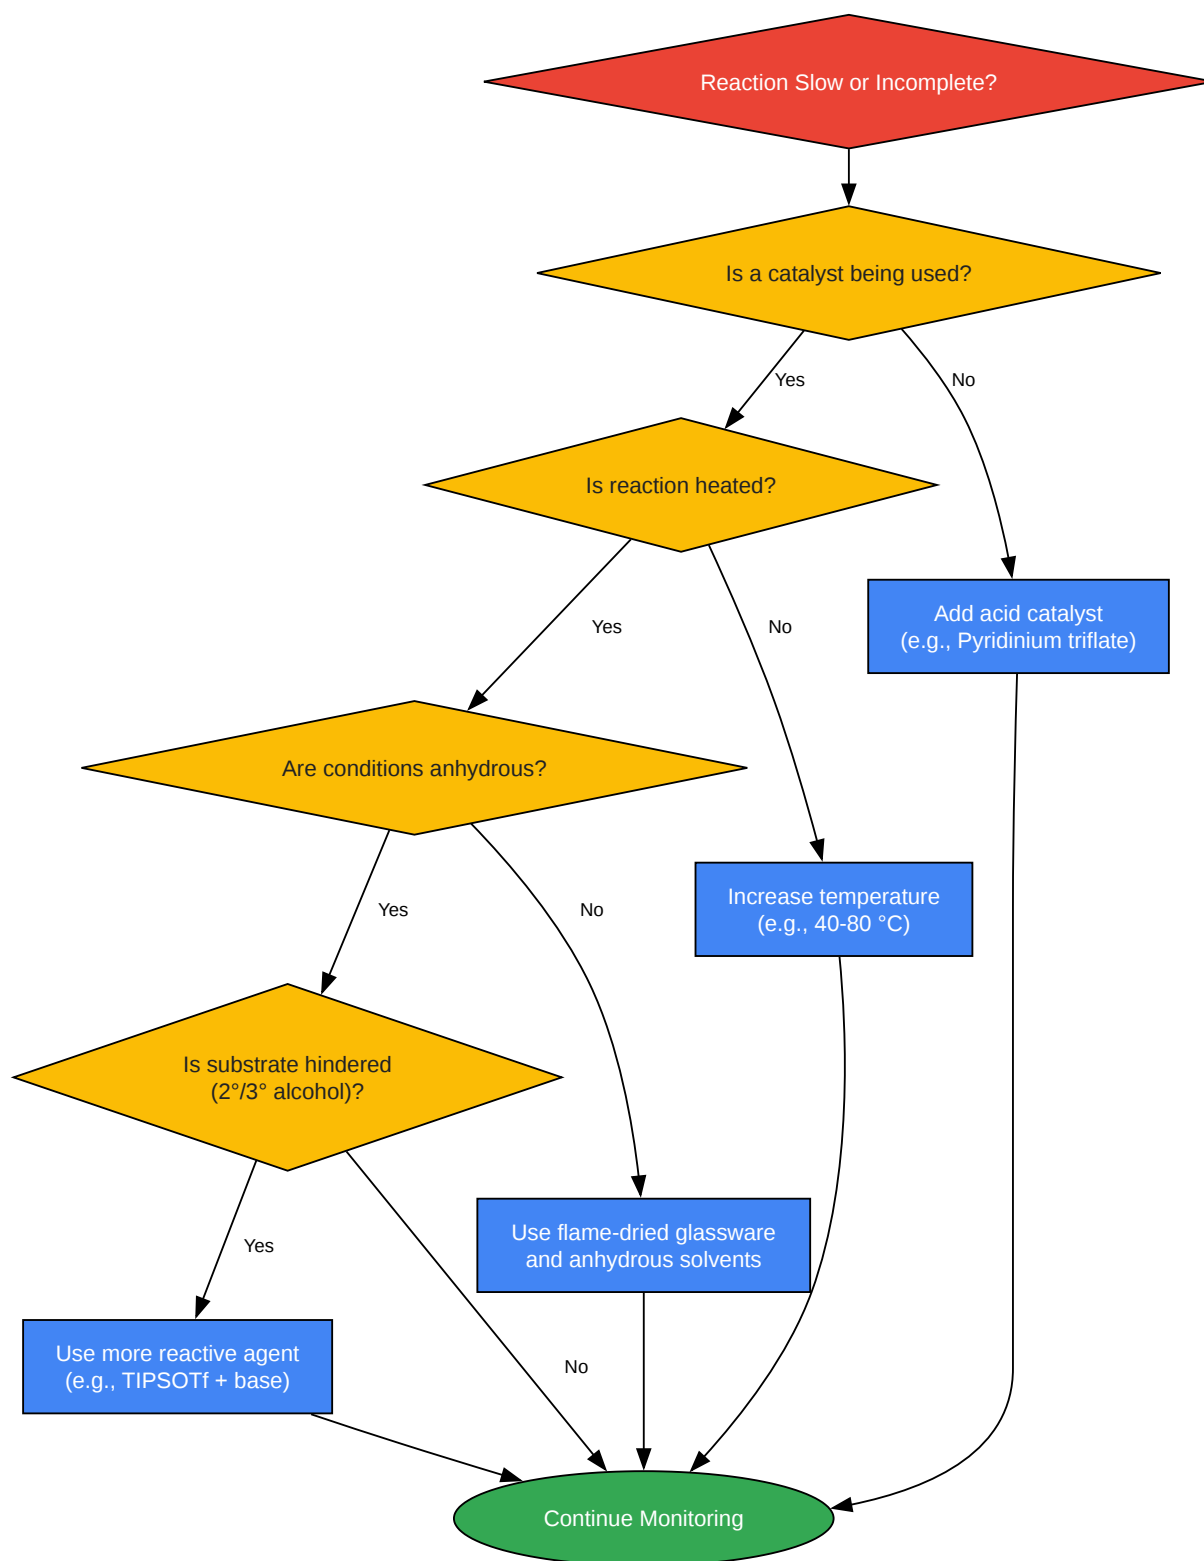 Reaction Slow or Incomplete?
Is a catalyst being used?
Yes
No
Is reaction heated?
Add acid catalyst
(e.g., Pyridinium triflate)
Yes
No
Are conditions anhydrous?
Increase temperature
(e.g., 40-80 °C)
Yes
No
Is substrate hindered
(2°/3° alcohol)?
Use flame-dried glassware
and anhydrous solvents
Yes
Use more reactive agent
(e.g., TIPSOTf + base)
No
Continue Monitoring